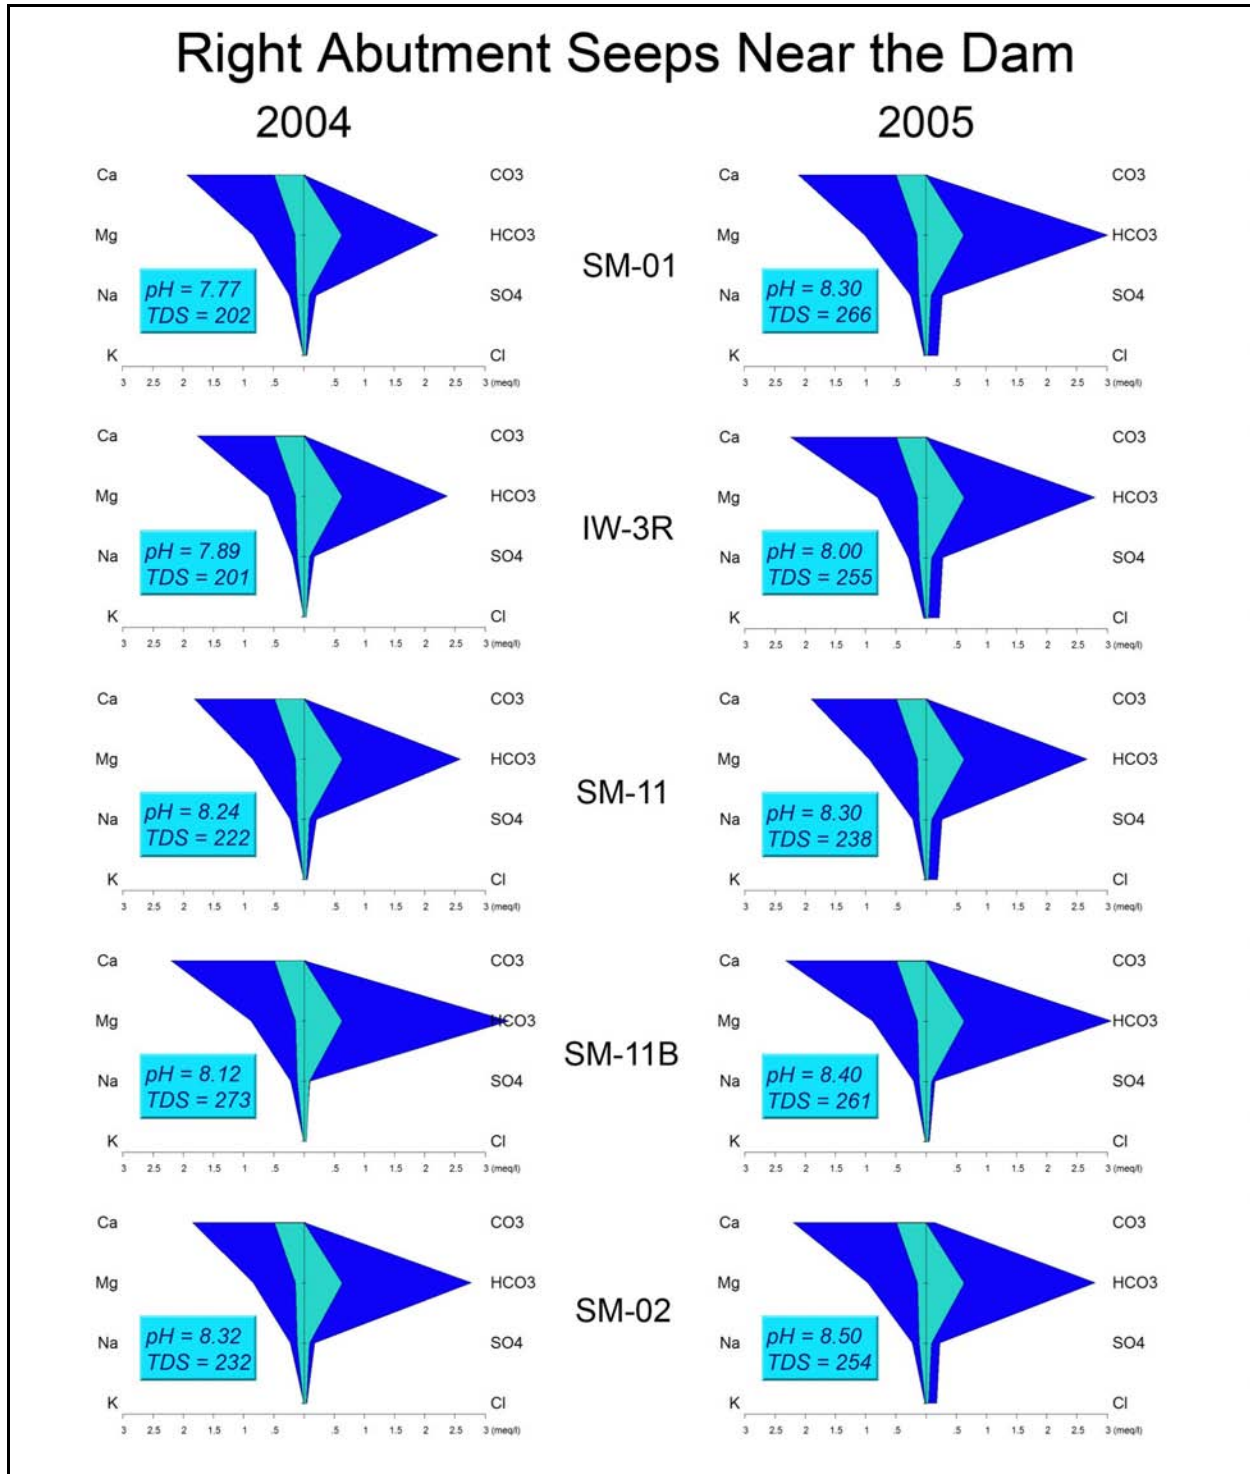 Right Abutment Seeps Near the Dam
2004 2005
Ca CO3 Ca CO3
Mg HCO3 Mg HCO3
SM-01
pH = 7.77 pH = 8.30
Na SO4 Na SO4
TDS = 202 TDS = 266
K Cl K Cl
3 2.5 2 1.5 1 .5 .5 1 1.5 2 2.5 3 (meq/l) 3 2.5 2 1.5 1 .5 .5 1 1.5 2 2.5 3 (meq/l)
Ca CO3 Ca CO3
Mg HCO3 Mg HCO3
IW-3R
pH = 7.89 pH = 8.00
Na SO4 Na SO4
TDS = 201 TDS = 255
K Cl K Cl
3 2.5 2 1.5 1 .5 .5 1 1.5 2 2.5 3 (meq/l) 3 2.5 2 1.5 1 .5 .5 1 1.5 2 2.5 3 (meq/l)
Ca CO3 Ca CO3
Mg HCO3 Mg HCO3
SM-11
pH = 8.24 pH = 8.30
Na SO4 Na SO4
TDS = 222 TDS = 238
K Cl K Cl
3 2.5 2 1.5 1 .5 .5 1 1.5 2 2.5 3 (meq/l) 3 2.5 2 1.5 1 .5 .5 1 1.5 2 2.5 3 (meq/l)
Ca CO3 Ca CO3
Mg HCO3 Mg HCO3
SM-11B
pH = 8.12 pH = 8.40
Na SO4 Na SO4
TDS = 273 TDS = 261
K Cl K Cl
3 2.5 2 1.5 1 .5 .5 1 1.5 2 2.5 3 (meq/l) 3 2.5 2 1.5 1 .5 .5 1 1.5 2 2.5 3 (meq/l)
Ca CO3 Ca CO3
Mg HCO3 Mg HCO3
SM-02
pH = 8.32 pH = 8.50
Na SO4 Na SO4
TDS = 232 TDS = 254
K Cl K Cl
3 2.5 2 1.5 1 .5 .5 1 1.5 2 2.5 3 (meq/l) 3 2.5 2 1.5 1 .5 .5 1 1.5 2 2.5 3 (meq/l)